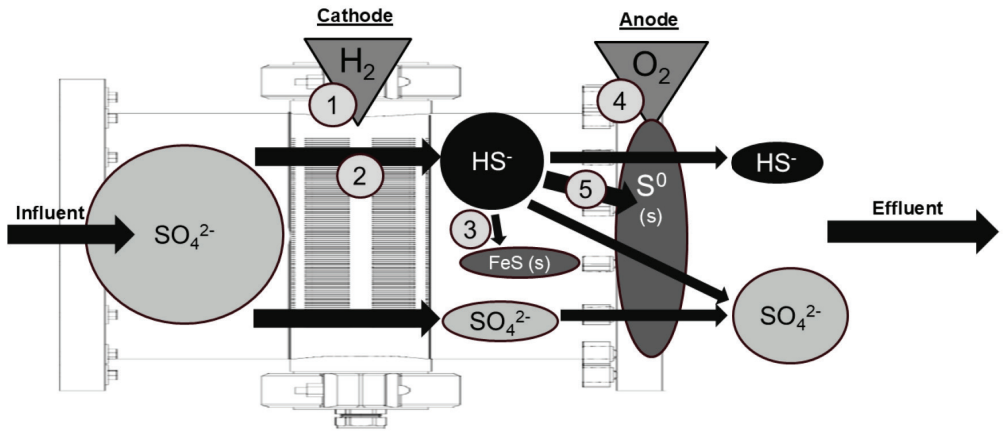 Cathode
Anode
H₂
O₂
1
4
HS⁻
HS⁻
2
5
S⁰
(s)
Influent
SO₄²⁻
3
Effluent
FeS (s)
SO₄²⁻
SO₄²⁻